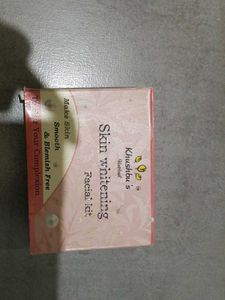 Khushbu's
Herbal
Skin whitening
Facial kit
Make Skin
Smooth
& Blemish Free
Your Complexion